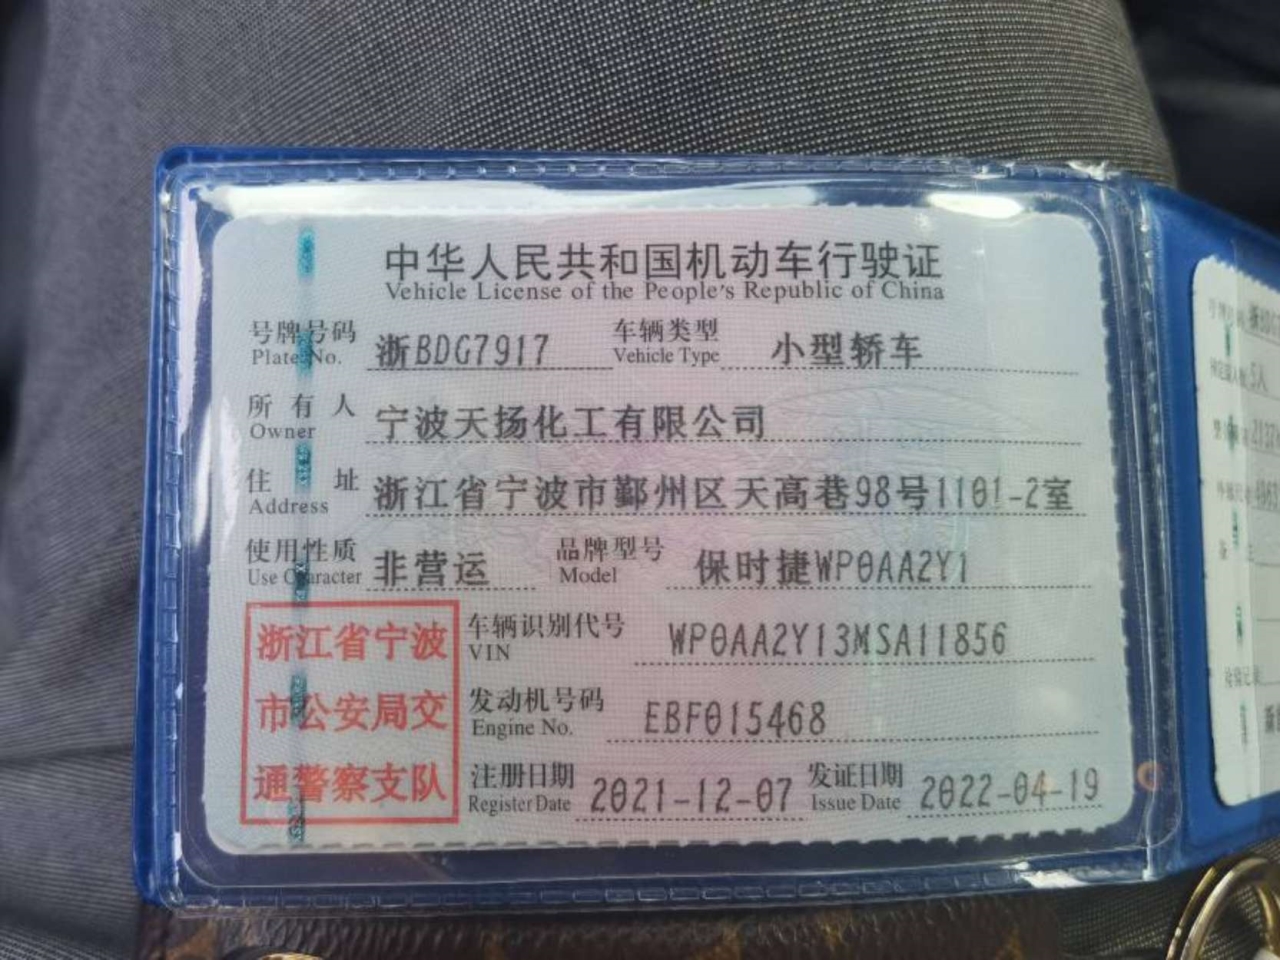 中华人民共和国机动车行驶证
Vehicle License of the People's Republic of China
号牌号码 浙BDG7917 车辆类型 小型轿车
Plate No. Vehicle Type
所有人 宁波天扬化工有限公司
Owner
住址 浙江省宁波市鄞州区天高巷98号1101-2室
Address
使用性质 非营运 品牌型号 保时捷WP0AA2Y1
Use Character Model
浙江省宁波
市公安局交
通警察支队
车辆识别代号 WP0AA2Y13MSA11856
VIN
发动机号码 EBF015468
Engine No.
注册日期 2021-12-07 发证日期 2022-04-19
Register Date Issue Date
5人